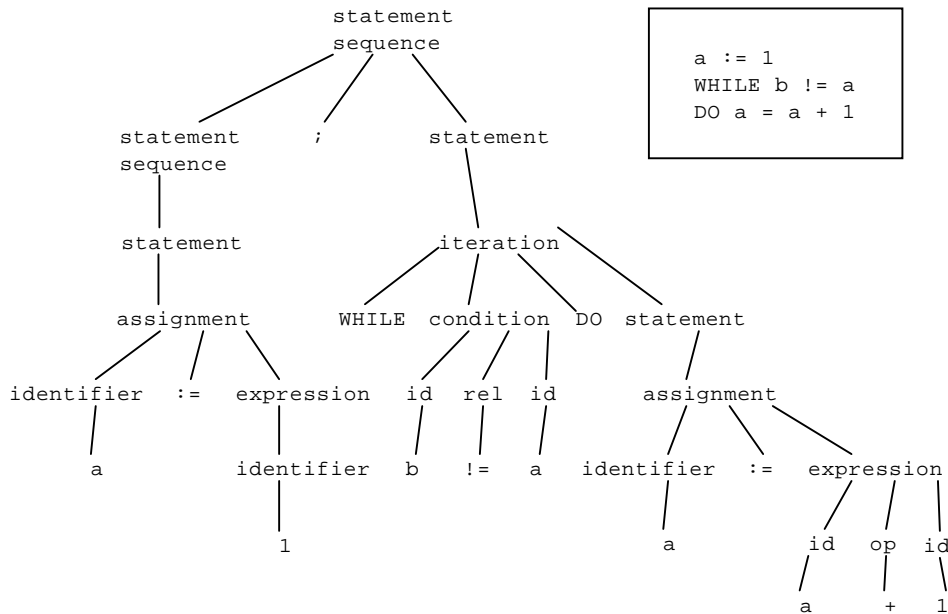 statement
sequence
a := 1
WHILE b != a
DO a = a + 1
statement ; statement
sequence
statement iteration
assignment WHILE condition DO statement
identifier := expression id rel id assignment
a identifier b != a identifier := expression
1 a id op id
a + 1